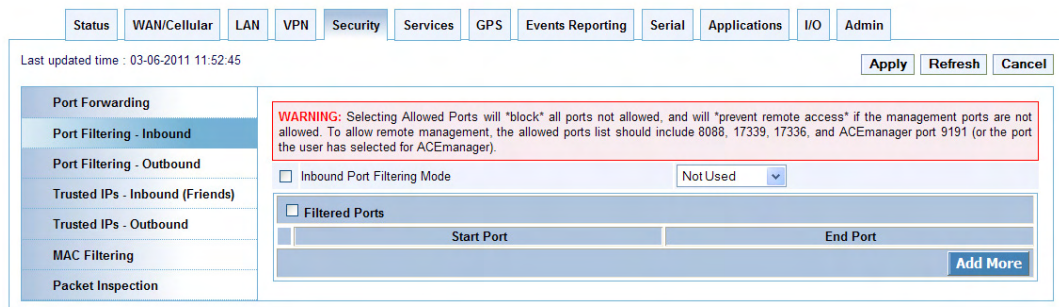 Status WAN/Cellular LAN VPN Security Services GPS Events Reporting Serial Applications I/O Admin
Last updated time : 03-06-2011 11:52:45
Apply Refresh Cancel
Port Forwarding
Port Filtering - Inbound
Port Filtering - Outbound
Trusted IPs - Inbound (Friends)
Trusted IPs - Outbound
MAC Filtering
Packet Inspection
WARNING: Selecting Allowed Ports will *block* all ports not allowed, and will *prevent remote access* if the management ports are not
allowed. To allow remote management, the allowed ports list should include 8088, 17339, 17336, and ACEmanager port 9191 (or the port
the user has selected for ACEmanager).
Inbound Port Filtering Mode Not Used
Filtered Ports
Start Port End Port
Add More